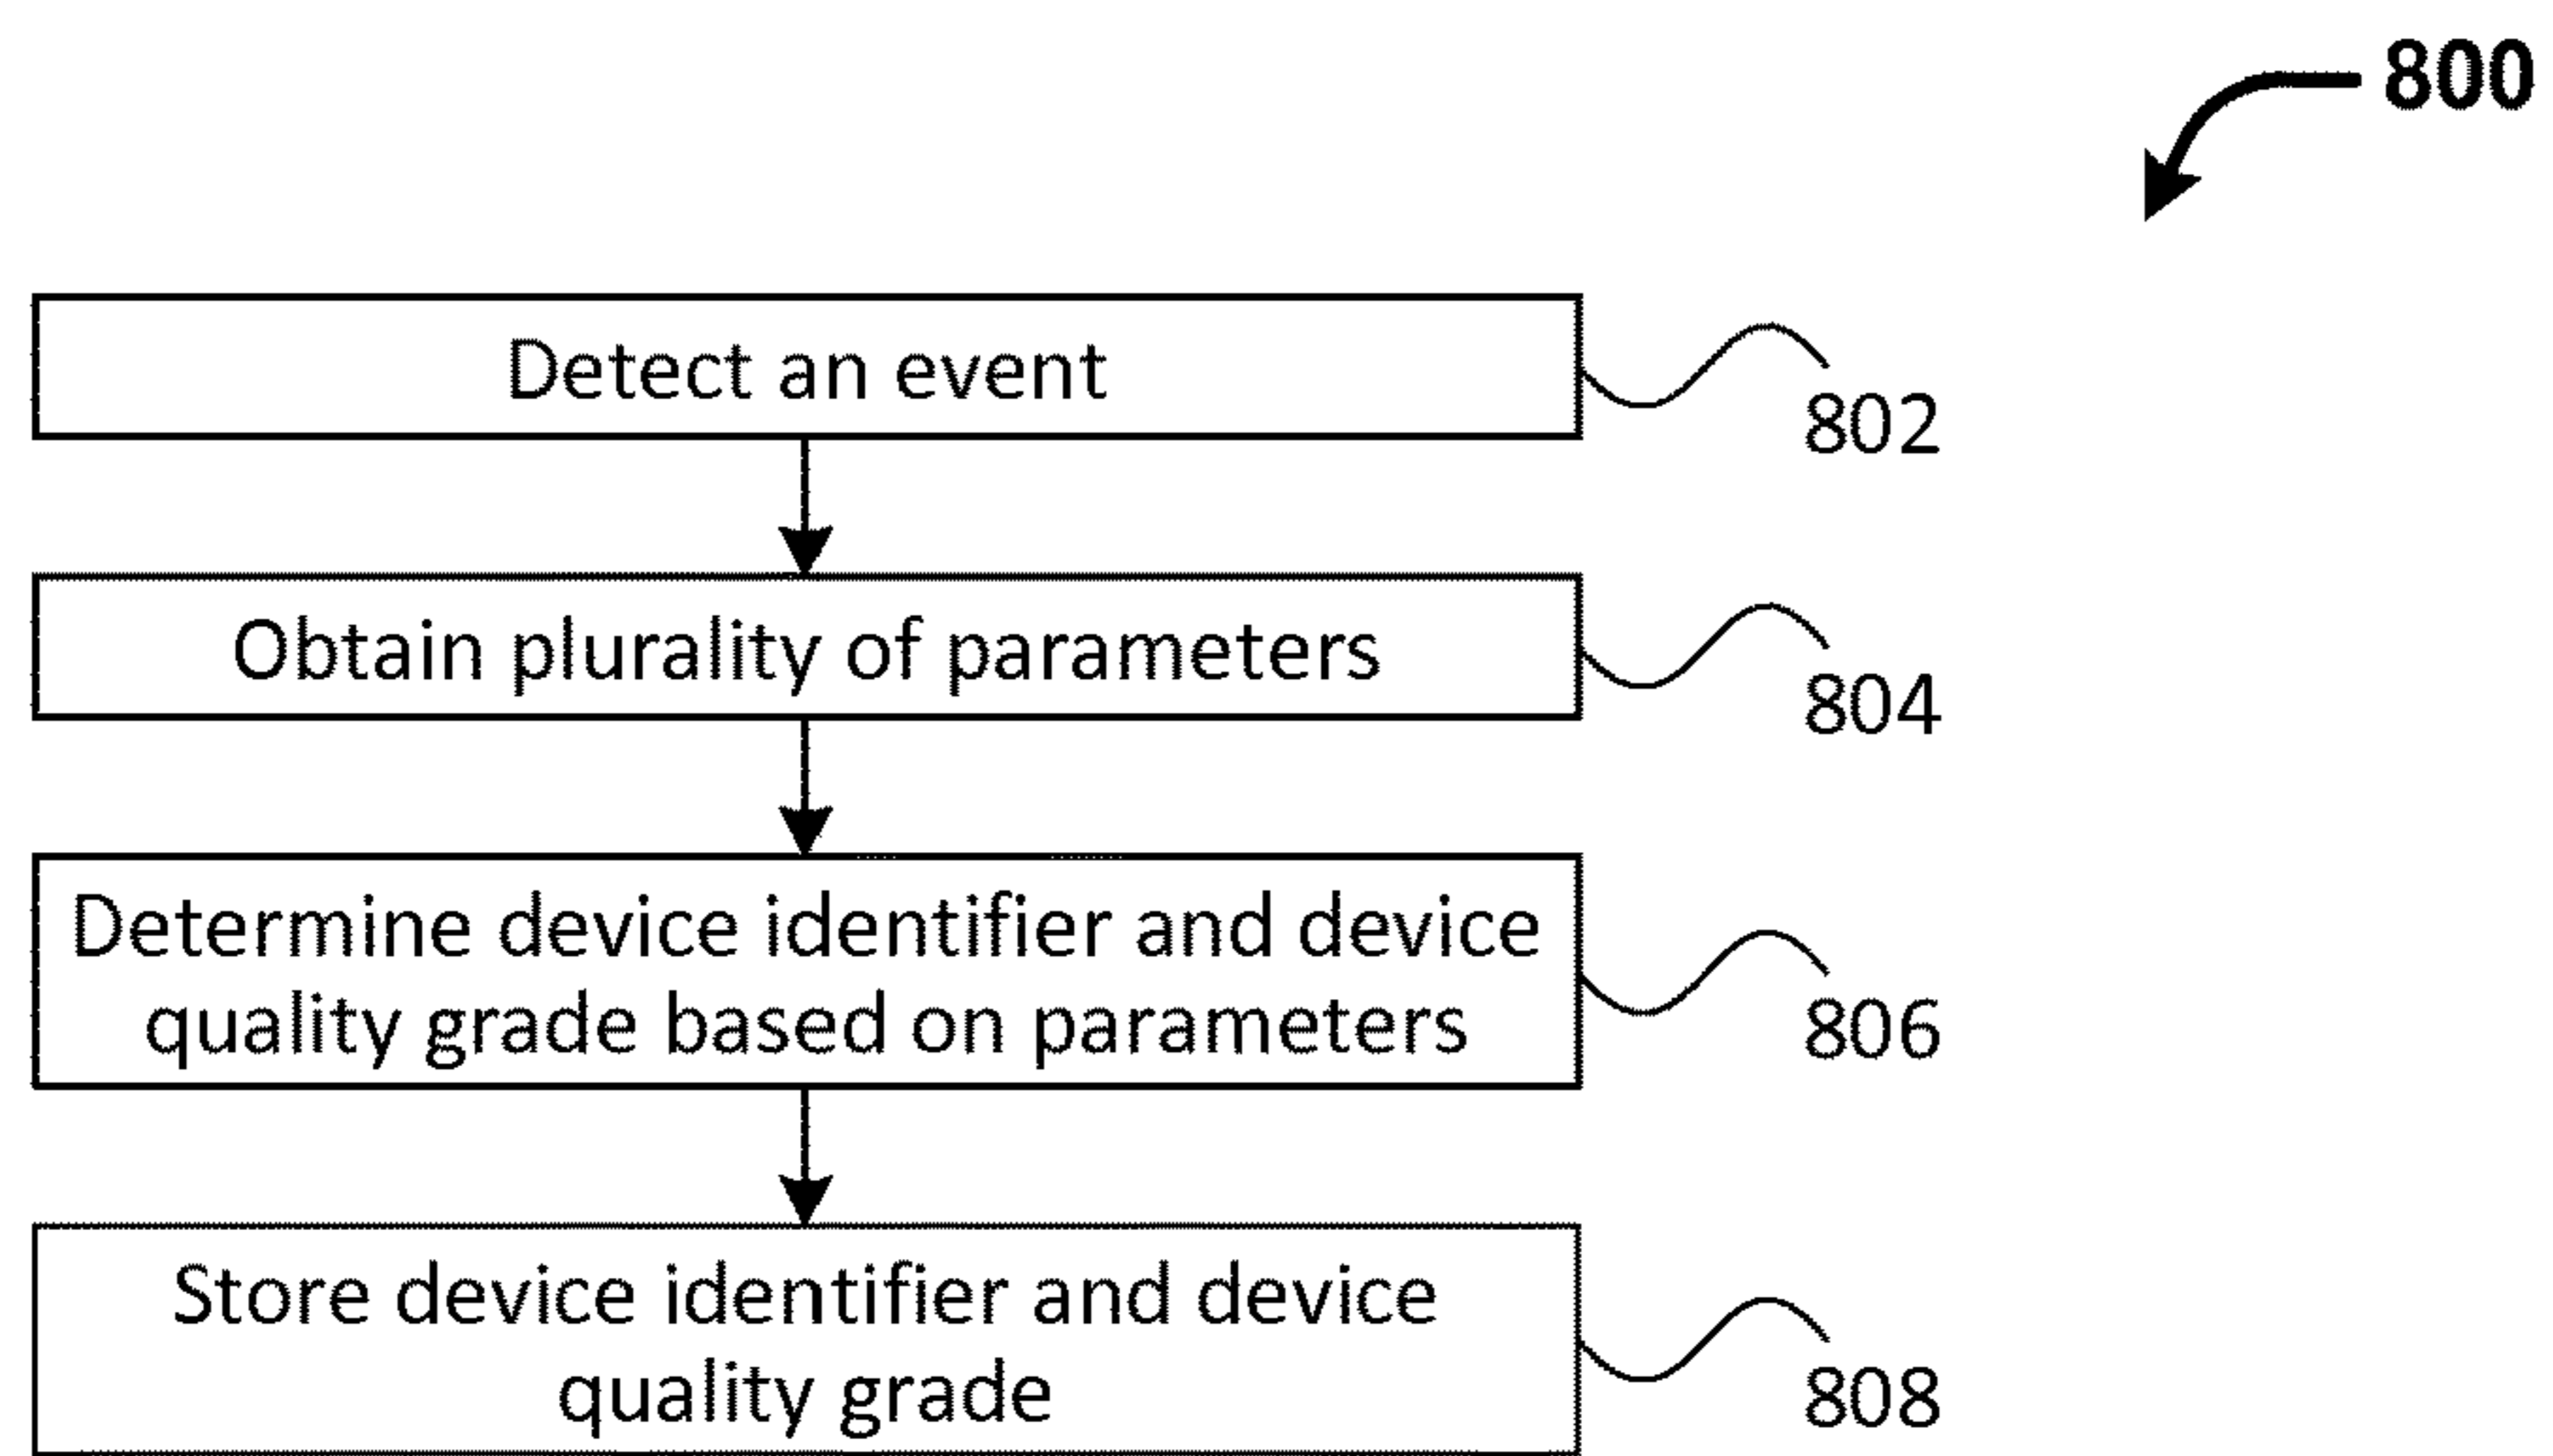 800
Detect an event
802
Obtain plurality of parameters
804
Determine device identifier and device
quality grade based on parameters
806
Store device identifier and device
quality grade
808